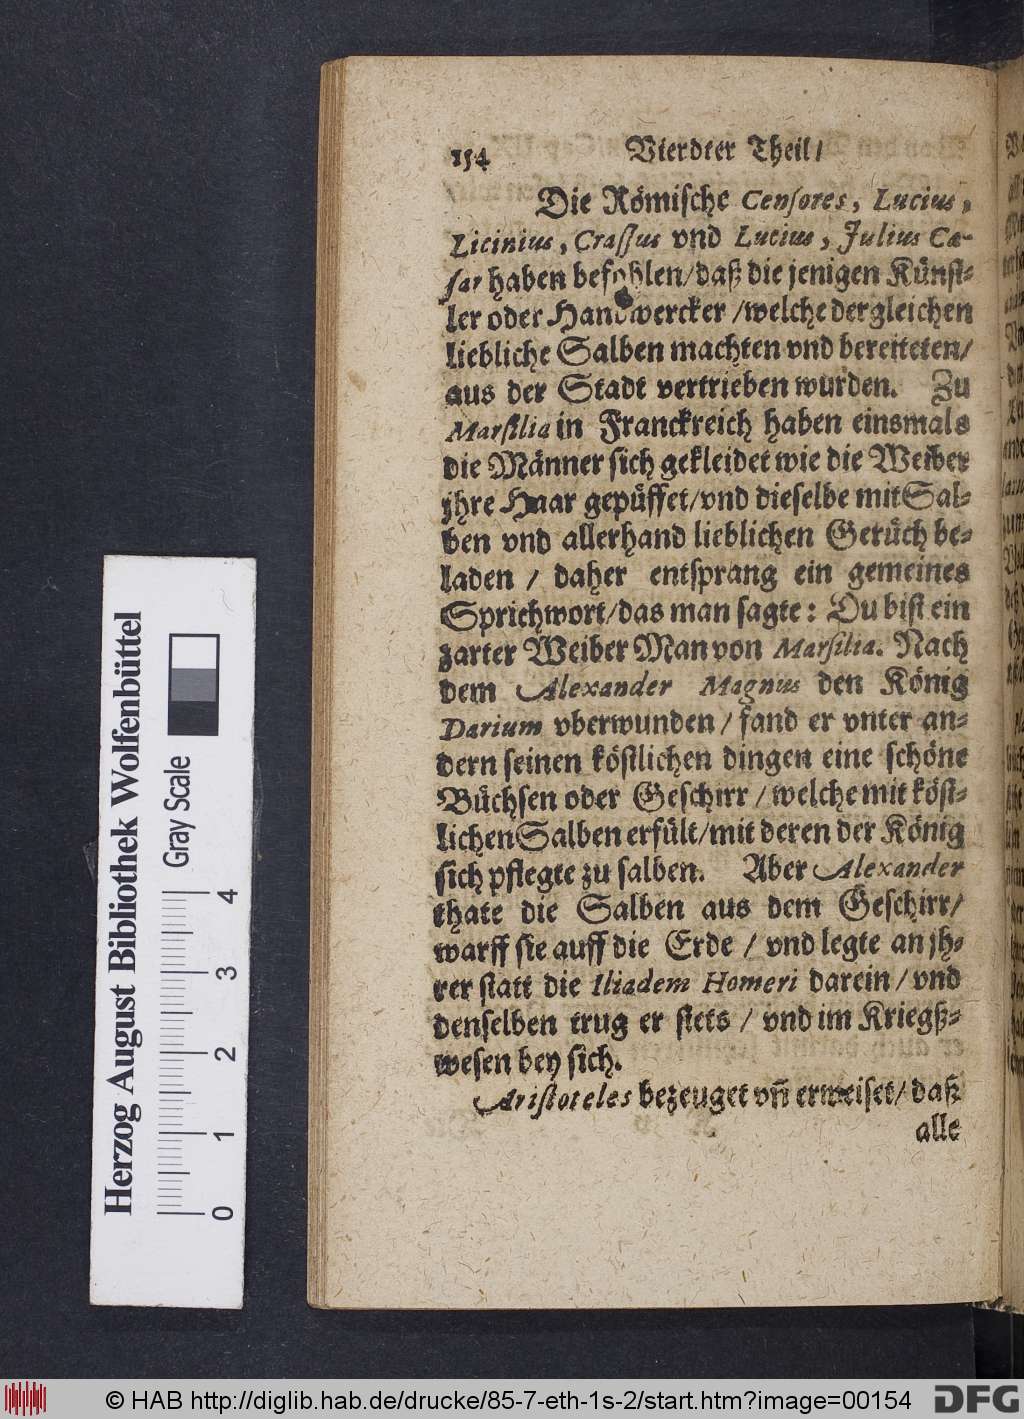 154 Vierdter Theil/
Die Römische Censores, Lucius,
Licinius, Crassus vnd Lucius, Julius Cæ-
sar haben befohlen/daß die jenigen Künst-
ler oder Handwercker/welche dergleichen
liebliche Salben machten vnd bereiteten/
aus der Stadt vertrieben wurden. Zu
Marsilia in Franckreich haben einsmals
die Männer sich gekleidet wie die Weiber
jhre Haar gepüffet/vnd dieselbe mit Sal-
ben vnd allerhand lieblichen Gerüch be-
laden / daher entsprang ein gemeines
Sprichwort/das man sagte: Du bist ein
zarter Weiber Man von Marsilia. Nach
dem Alexander Magnus den König
Darium vberwunden / fand er vnter an-
dern seinen köstlichen dingen eine schöne
Büchsen oder Geschirr / welche mit köst-
lichen Salben erfült/mit deren der König
sich pflegte zu salben. Aber Alexander
thate die Salben aus dem Geschirr/
warff sie auff die Erde / vnd legte an jh-
rer statt die Iliadem Homeri darein / vnd
denselben trug er stets / vnd im Kriegß-
wesen bey sich.
Aristoteles bezeuget vñ erweiset/ daß
alle
Herzog August Bibliothek Wolfenbüttel
Gray Scale
0 1 2 3 4
© HAB http://diglib.hab.de/drucke/85-7-eth-1s-2/start.htm?image=00154
DFG